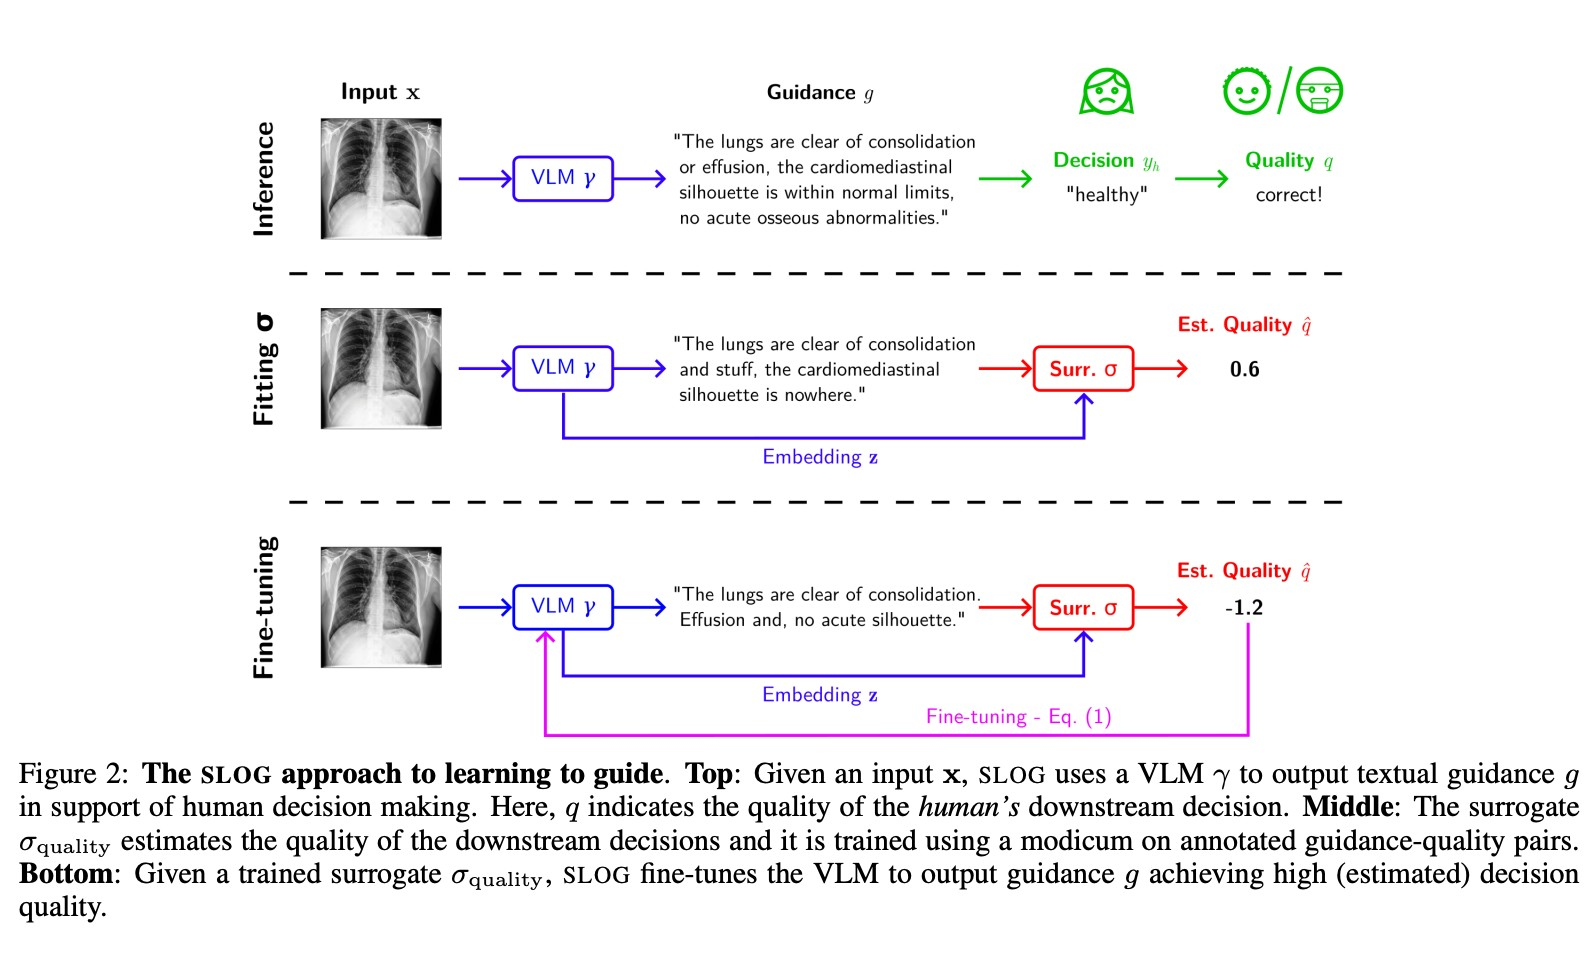 Input x
Guidance g
Inference
VLM γ
"The lungs are clear of consolidation
or effusion, the cardiomediastinal
silhouette is within normal limits,
no acute osseous abnormalities."
Decision yₕ
"healthy"
Quality q
correct!
Fitting σ
VLM γ
"The lungs are clear of consolidation
and stuff, the cardiomediastinal
silhouette is nowhere."
Surr. σ
Est. Quality q̂
0.6
Embedding z
Fine-tuning
VLM γ
"The lungs are clear of consolidation.
Effusion and, no acute silhouette."
Surr. σ
Est. Quality q̂
-1.2
Embedding z
Fine-tuning - Eq. (1)
Figure 2: The SLOG approach to learning to guide. Top: Given an input x, SLOG uses a VLM γ to output textual guidance g
in support of human decision making. Here, q indicates the quality of the human's downstream decision. Middle: The surrogate
σquality estimates the quality of the downstream decisions and it is trained using a modicum on annotated guidance-quality pairs.
Bottom: Given a trained surrogate σquality, SLOG fine-tunes the VLM to output guidance g achieving high (estimated) decision
quality.